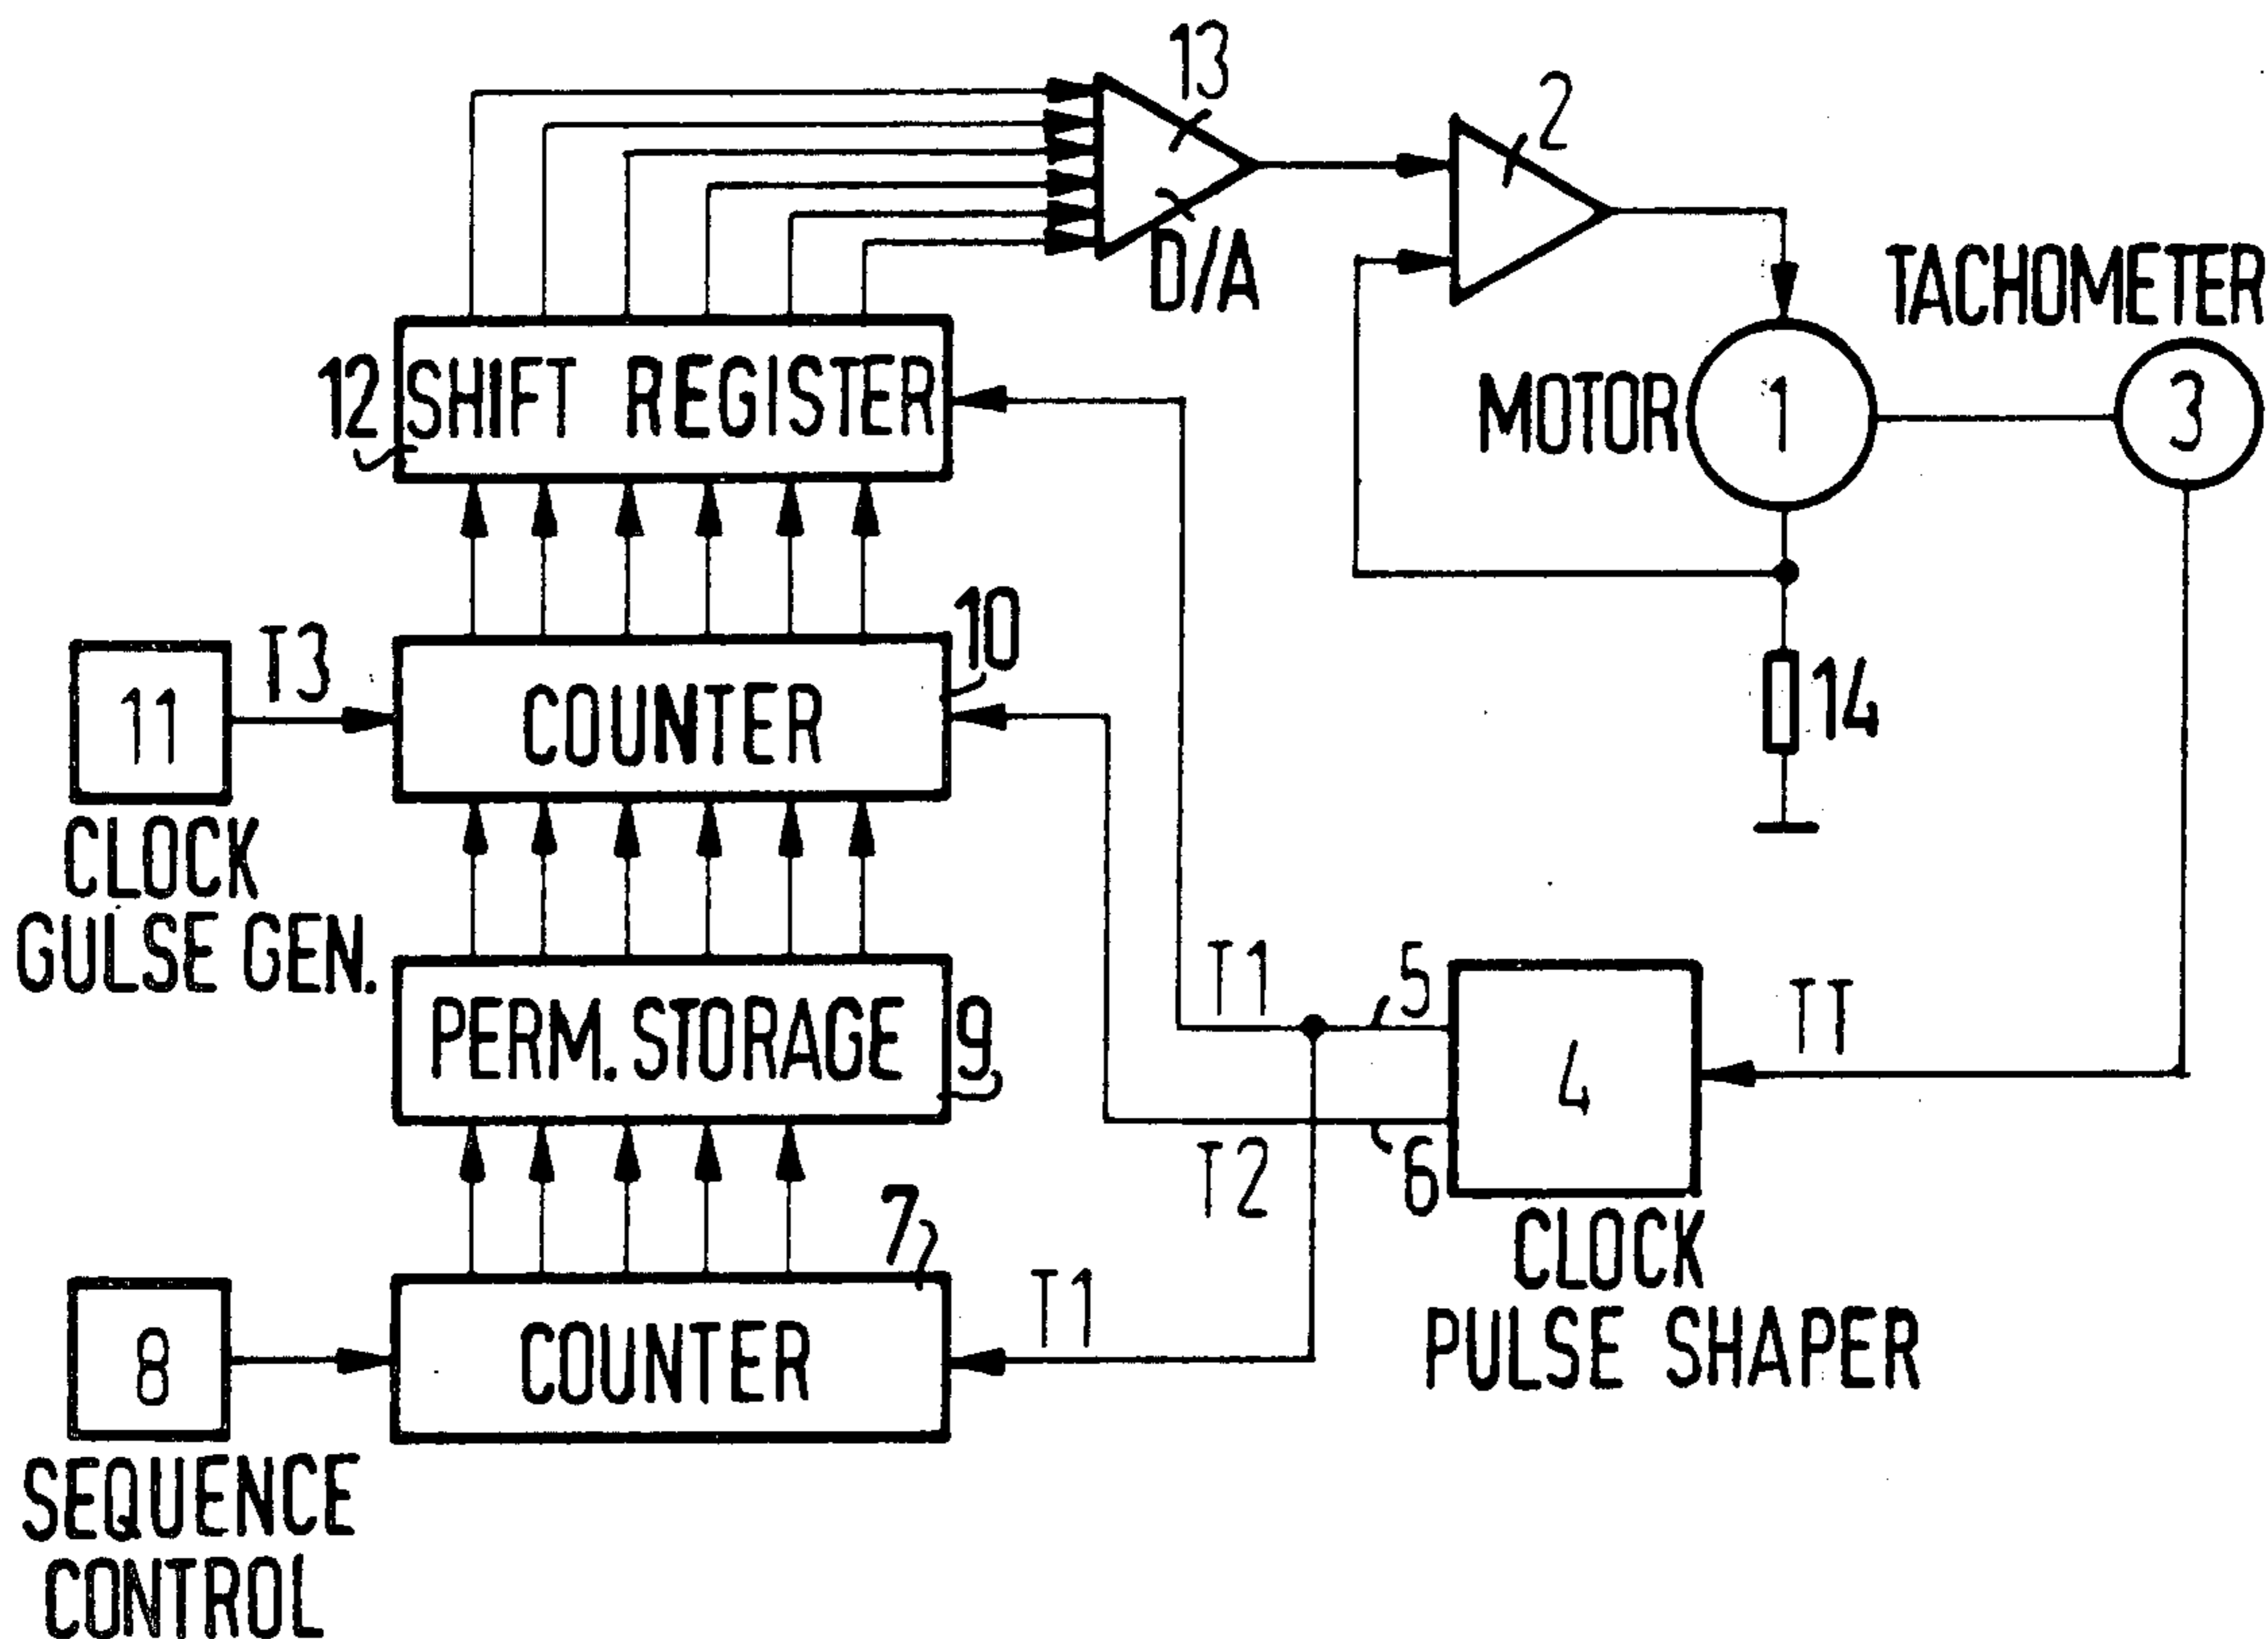 13
2
D/A
TACHOMETER
12
SHIFT REGISTER
MOTOR
1
3
10
T3
11
COUNTER
14
CLOCK
GULSE GEN.
T1
5
TT
PERM. STORAGE
9
4
T2
6
7
CLOCK
PULSE SHAPER
T1
8
COUNTER
SEQUENCE
CONTROL